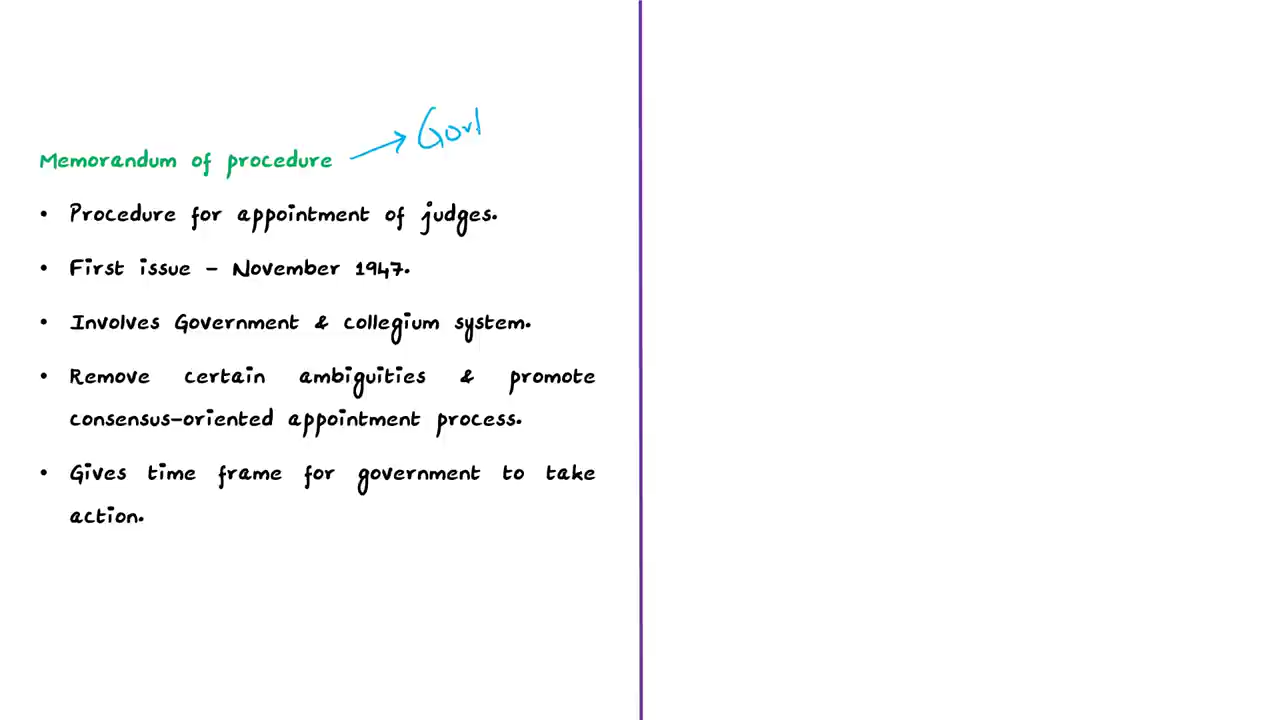 Govt
Memorandum of procedure
• Procedure for appointment of judges.
• First issue – November 1947.
• Involves Government & collegium system.
• Remove certain ambiguities & promote
consensus-oriented appointment process.
• Gives time frame for government to take
action.